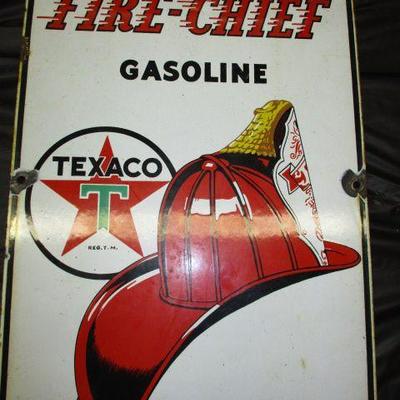 FIRE-CHIEF
GASOLINE
TEXACO
T
REG. T. M.